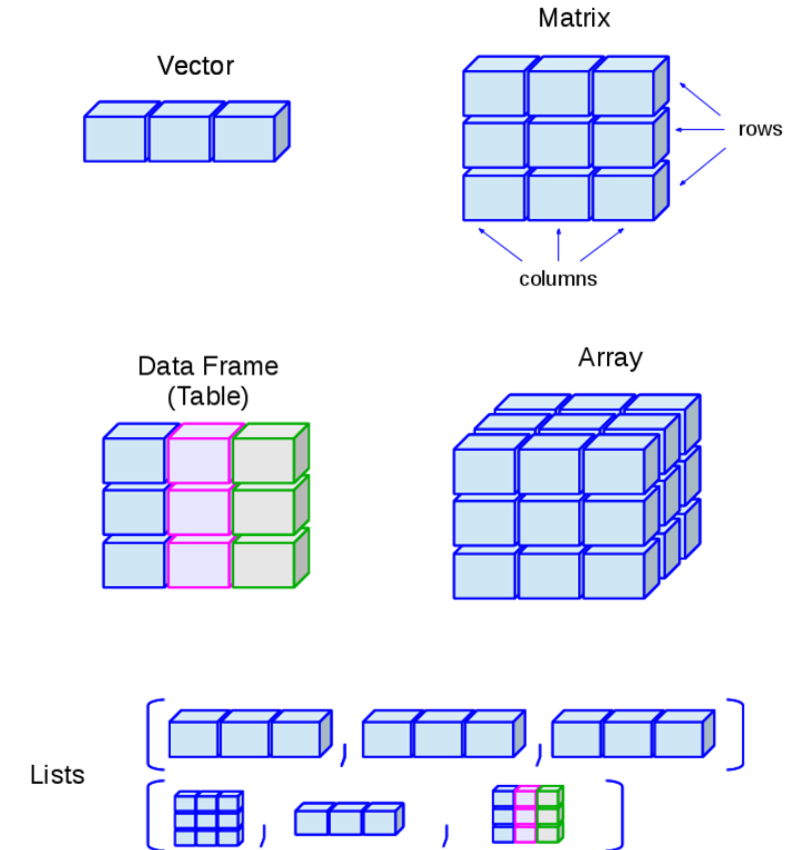 Matrix
Vector
rows
columns
Data Frame
(Table)
Array
Lists